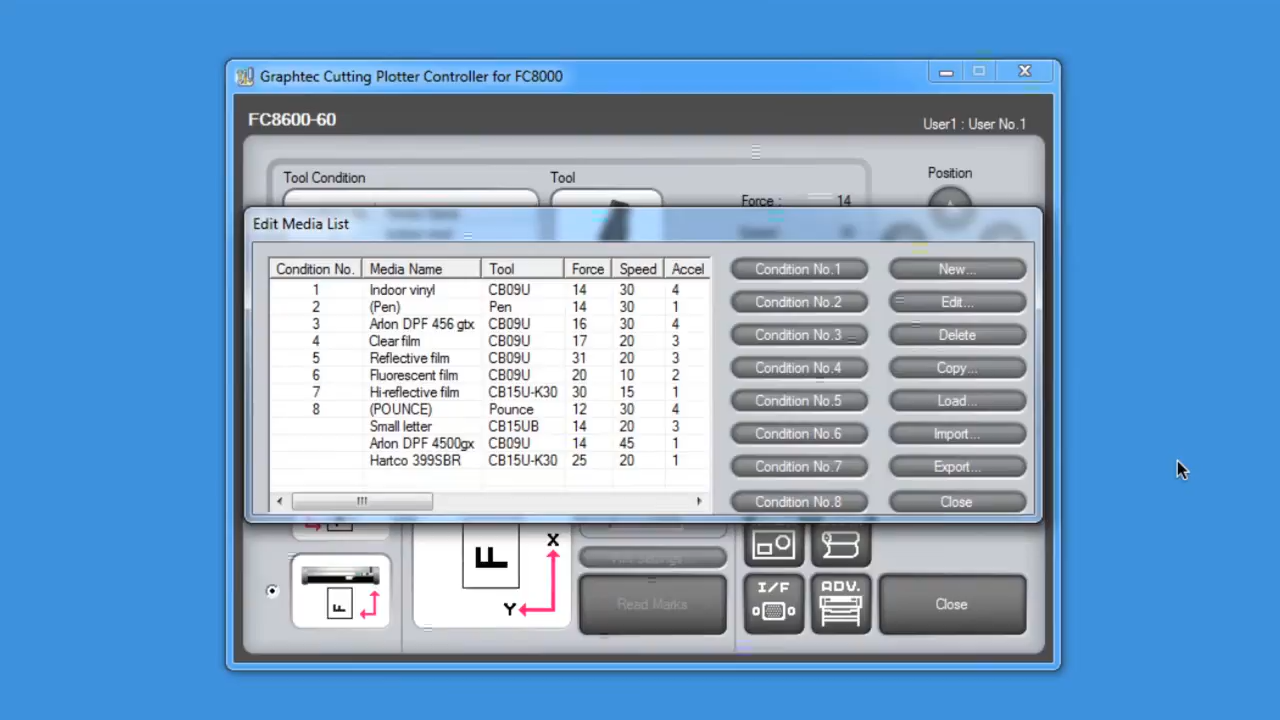 Graphtec Cutting Plotter Controller for FC8000
FC8600-60
User1 : User No.1
Tool Condition
Tool
Force : 14
Position
Edit Media List
Condition No. Media Name Tool Force Speed Accel
1 Indoor vinyl CB09U 14 30 4
2 (Pen) Pen 14 30 1
3 Arlon DPF 456 gtx CB09U 16 30 4
4 Clear film CB09U 17 20 3
5 Reflective film CB09U 31 20 3
6 Fluorescent film CB09U 20 10 2
7 Hi-reflective film CB15U-K30 30 15 1
8 (POUNCE) Pounce 12 30 4
Small letter CB15UB 14 20 3
Arlon DPF 4500gx CB09U 14 45 1
Hartco 399SBR CB15U-K30 25 20 1
Condition No.1
Condition No.2
Condition No.3
Condition No.4
Condition No.5
Condition No.6
Condition No.7
Condition No.8
New...
Edit...
Delete
Copy...
Load...
Import...
Export...
Close
F
F
X
Y
Read Marks
I/F
ADV.
Close